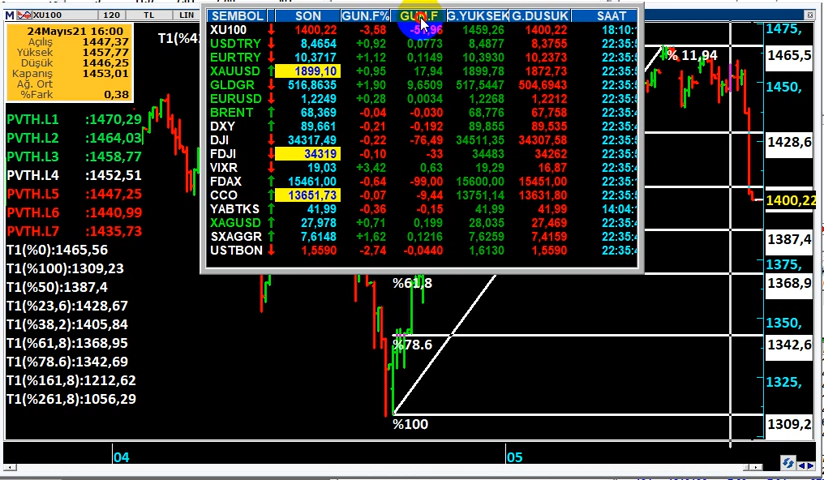 M XU100 120 TL LIN
24Mayıs21 16:00
Açılış 1447,37
Yüksek 1457,77
Düşük 1446,25
Kapanış 1453,01
Ağ. Ort
%Fark 0,38
T1(%4
PVTH.L1 :1470,29
PVTH.L2 :1464,03
PVTH.L3 :1458,77
PVTH.L4 :1452,51
PVTH.L5 :1447,25
PVTH.L6 :1440,99
PVTH.L7 :1435,73
T1(%0):1465,56
T1(%100):1309,23
T1(%50):1387,4
T1(%23,6):1428,67
T1(%38,2):1405,84
T1(%61,8):1368,95
T1(%78.6):1342,69
T1(%161,8):1212,62
T1(%261,8):1056,29
SEMBOL SON GUN.F% GUN.F G.YUKSEK G.DUSUK SAAT
XU100 1400,22 -3,58 -51,96 1459,26 1400,22 18:10:
USDTRY 8,4654 +0,92 0,0773 8,4877 8,3755 22:35:
EURTRY 10,3717 +1,12 0,1149 10,3930 10,2373 22:35:
XAUUSD 1899,10 +0,95 17,94 1899,78 1872,73 22:35:
GLDGR 516,8635 +1,90 9,6509 517,5447 504,6943 22:35:
EURUSD 1,2249 +0,28 0,0034 1,2268 1,2212 22:35:
BRENT 68,369 -0,04 -0,030 68,776 67,758 22:35:
DXY 89,661 -0,21 -0,192 89,855 89,535 22:35:
DJI 34317,49 -0,22 -76,49 34511,35 34307,58 22:35:
FDJI 34319 -0,10 -33 34483 34262 22:35:
VIXR 19,03 +3,42 0,63 19,03 18,27 22:35:
FDAX 15461,00 -0,64 -99,00 15600,00 15451,00 22:35:
CCO 13651,73 -0,07 -9,44 13751,14 13631,80 22:35:
YABTKS 41,99 -0,36 -0,15 42,99 41,99 14:04:
XAGUSD 27,978 +0,71 0,199 28,035 27,469 22:35:
SXAGGR 7,6148 +1,62 0,1216 7,6259 7,4159 22:35:
USTBON 1,5590 -2,74 -0,0440 1,6130 1,5590 22:35:
% 11,94
%61,8
%78.6
%100
1475,
1465,5
1450,
1428,6
1400,22
1387,4
1375,
1368,9
1350,
1342,6
1325,
1309,2
04 05